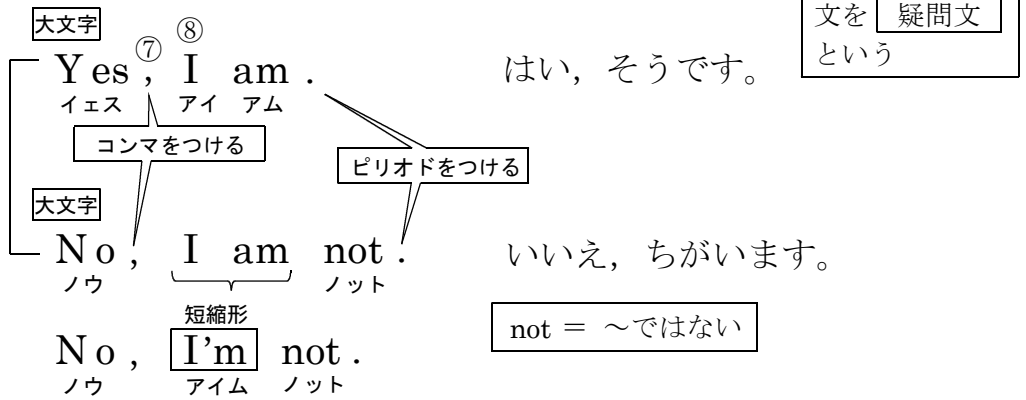 文を 疑問文
という
大文字
⑦ ⑧
Yes, I am. はい，そうです。
イェス アイ アム
コンマをつける
ピリオドをつける
大文字
No, I am not. いいえ，ちがいます。
ノウ ノット
短縮形
not = ～ではない
No, I'm not.
ノウ アイム ノット